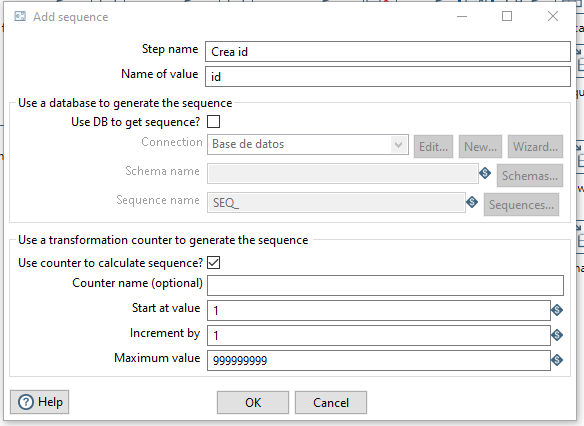 Add sequence
Step name Crea id
Name of value id
Use a database to generate the sequence
Use DB to get sequence?
Connection Base de datos Edit... New... Wizard...
Schema name Schemas...
Sequence name SEQ_ Sequences...
Use a transformation counter to generate the sequence
Use counter to calculate sequence?
Counter name (optional)
Start at value 1
Increment by 1
Maximum value 999999999
Help OK Cancel